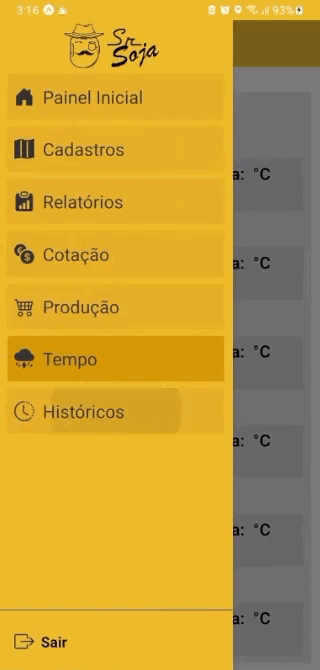 3:16 93%
Sr.
Soja
Painel Inicial
Cadastros
a: °C
Relatórios
Cotação
a: °C
Produção
Tempo
a: °C
Históricos
a: °C
a: °C
a: °C
Sair